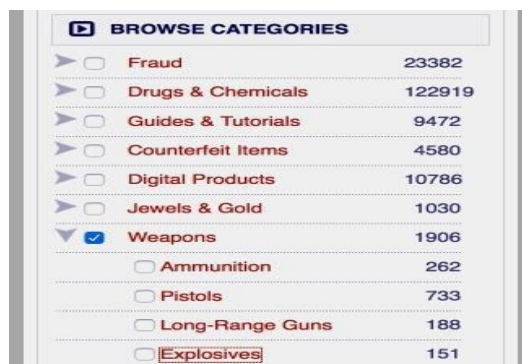 BROWSE CATEGORIES
Fraud 23382
Drugs & Chemicals 122919
Guides & Tutorials 9472
Counterfeit Items 4580
Digital Products 10786
Jewels & Gold 1030
Weapons 1906
Ammunition 262
Pistols 733
Long-Range Guns 188
Explosives 151